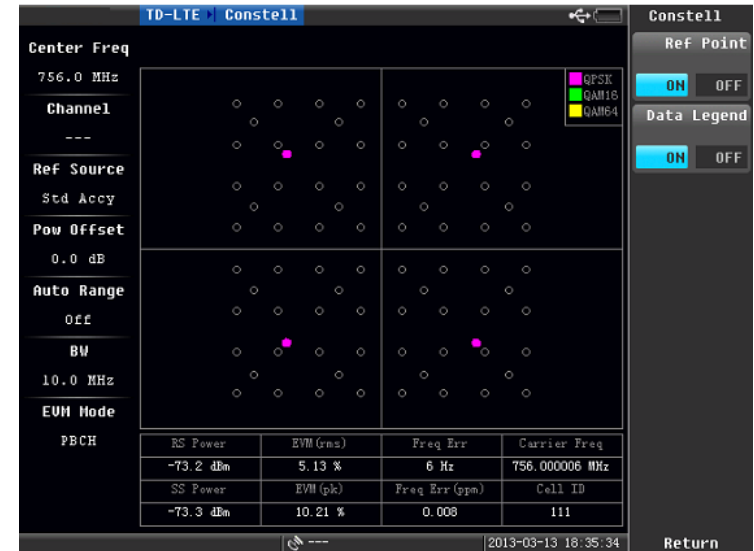 TD-LTE Constell
Constell
Center Freq
756.0 MHz
Channel
---
Ref Source
Std Accy
Pow Offset
0.0 dB
Auto Range
Off
BW
10.0 MHz
EVM Mode
PBCH
QPSK
QAM16
QAM64
RS Power EVM(rms) Freq Err Carrier Freq
-73.2 dBm 5.13 % 6 Hz 756.000006 MHz
SS Power EVM(pk) Freq Err(ppm) Cell ID
-73.3 dBm 10.21 % 0.008 111
--- 2013-03-13 18:35:34
Ref Point
ON OFF
Data Legend
ON OFF
Return